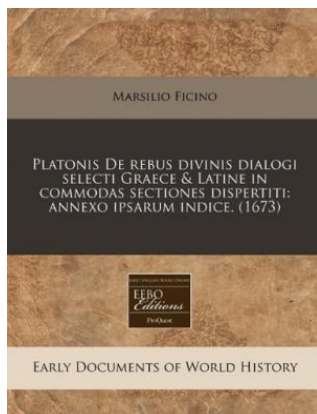 MARSILIO FICINO
PLATONIS DE REBUS DIVINIS DIALOGI
SELECTI GRAECE & LATINE IN
COMMODAS SECTIONES DISPERTITI:
ANNEXO IPSARUM INDICE. (1673)
EEBO
Editions
ProQuest
EARLY DOCUMENTS OF WORLD HISTORY